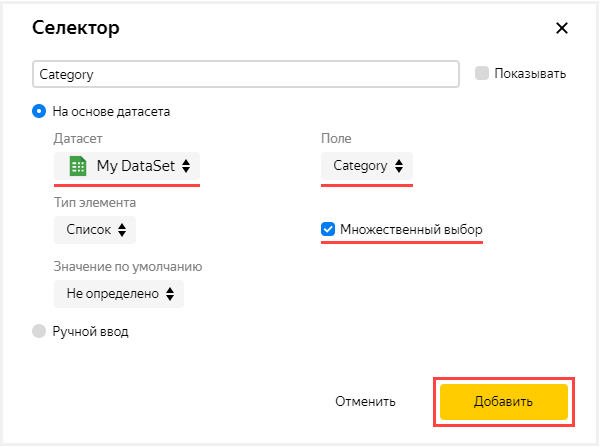 Селектор
Category
Показывать
На основе датасета
Датасет
Поле
My DataSet
Category
Тип элемента
Список
Множественный выбор
Значение по умолчанию
Не определено
Ручной ввод
Отменить
Добавить